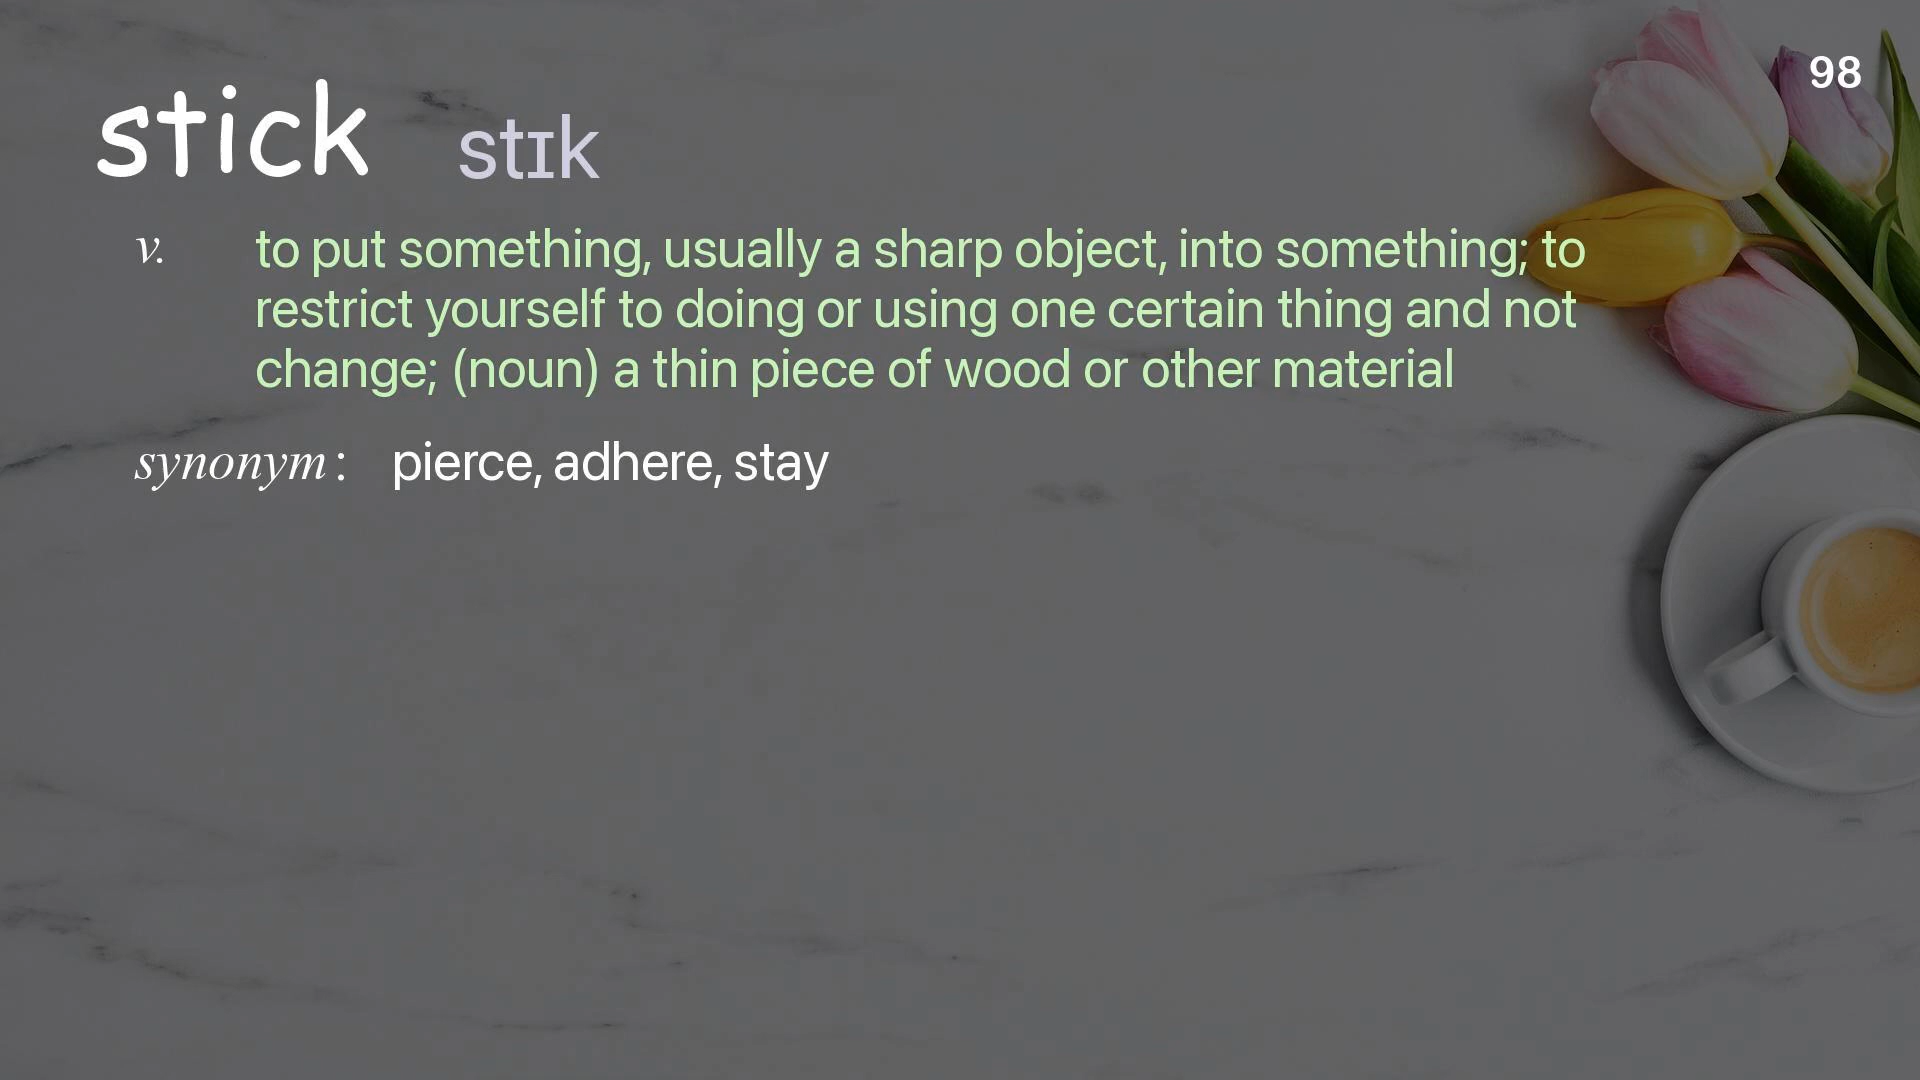 98
stick stɪk
v. to put something, usually a sharp object, into something; to
restrict yourself to doing or using one certain thing and not
change; (noun) a thin piece of wood or other material
synonym: pierce, adhere, stay